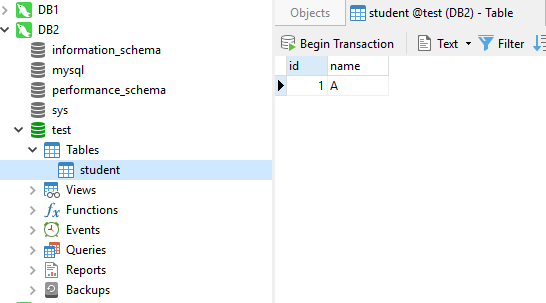 DB1
DB2
information_schema
mysql
performance_schema
sys
test
Tables
student
Views
Functions
Events
Queries
Reports
Backups
Objects
student @test (DB2) - Table
Begin Transaction
Text
Filter
id name
1 A